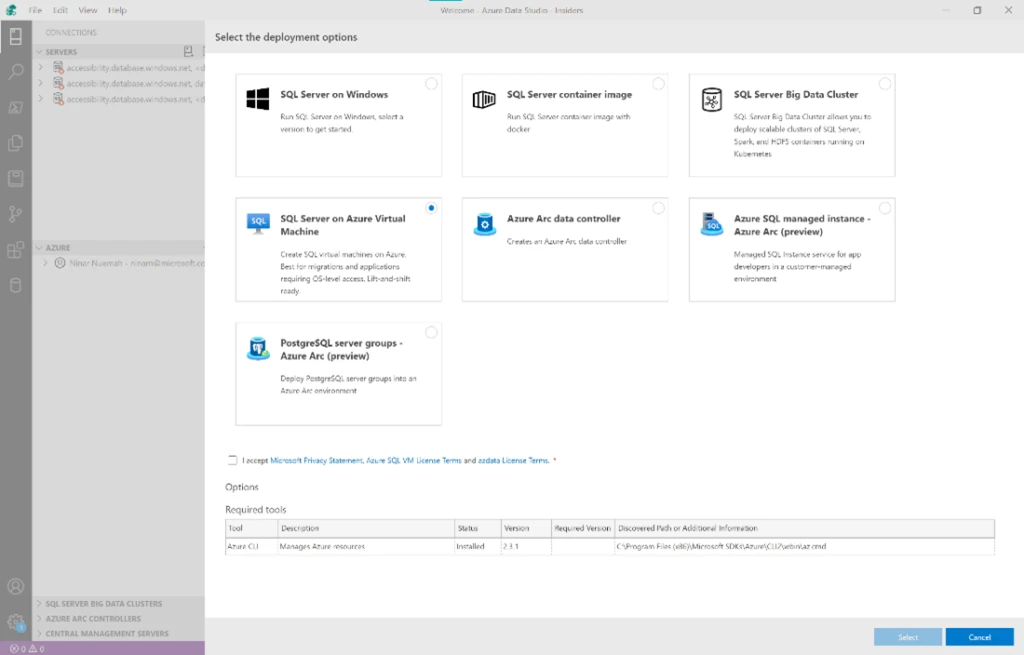 File Edit View Help
Welcome - Azure Data Studio - Insiders
CONNECTIONS
SERVERS
accessibility.database.windows.net,
accessibility.database.windows.net, da
accessibility.database.windows.net,
AZURE
SQL SERVER BIG DATA CLUSTERS
AZURE ARC CONTROLLERS
CENTRAL MANAGEMENT SERVERS
1
0 0
Select the deployment options
SQL Server on Windows
Run SQL Server on Windows, select a
version to get started.
SQL Server container image
Run SQL Server container image with
docker
SQL Server Big Data Cluster
SQL Server Big Data Cluster allows you to
deploy scalable clusters of SQL Server,
Spark, and HDFS containers running on
Kubernetes
SQL
SQL Server on Azure Virtual
Machine
Create SQL virtual machines on Azure.
Best for migrations and applications
requiring OS-level access. Lift-and-shift
ready.
Azure Arc data controller
Creates an Azure Arc data controller
SQL
Azure SQL managed instance -
Azure Arc (preview)
Managed SQL Instance service for app
developers in a customer-managed
environment
PostgreSQL server groups -
Azure Arc (preview)
Deploy PostgreSQL server groups into an
Azure Arc environment
I accept Microsoft Privacy Statement, Azure SQL VM License Terms and azdata License Terms. *
Options
Required tools
Tool Description Status Version Required Version Discovered Path or Additional Information
Azure CLI Manages Azure resources Installed 2.3.1 C:\Program Files (x86)\Microsoft SDKs\Azure\CLI2\wbin\az.cmd
Select Cancel